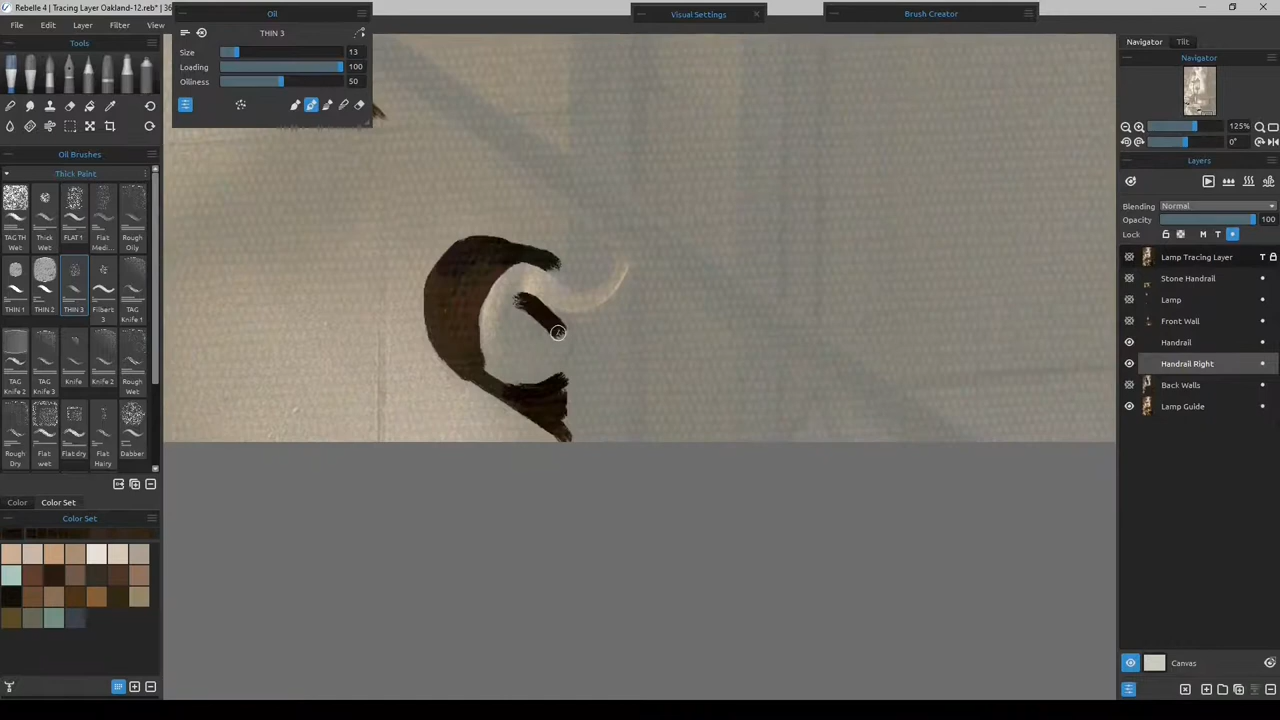 Rebelle 4 | Tracing Layer Oakland-12.reb* | 36
File Edit Layer Filter View
Tools
Oil
THIN 3
Size 13
Loading 100
Oiliness 50
Visual Settings
Brush Creator
Oil Brushes
Thick Paint
TAG TH Wet
Thick Wet
FLAT 1
Flat Medi...
Rough Oily
THIN 1
THIN 2
THIN 3
Filbert 3
TAG Knife 1
TAG Knife 2
TAG Knife 3
Knife
Flat Knife
Rough Wet
Rough Dry
Flat wet
Flat dry
Flat Hairy
Dabber
Color Color Set
Color Set
Navigator Tilt
Navigator
125%
0°
Layers
Blending Normal
Opacity 100
Lock M T
Lamp Tracing Layer T
Stone Handrail
Lamp
Front Wall
Handrail
Handrail Right
Back Walls
Lamp Guide
Canvas